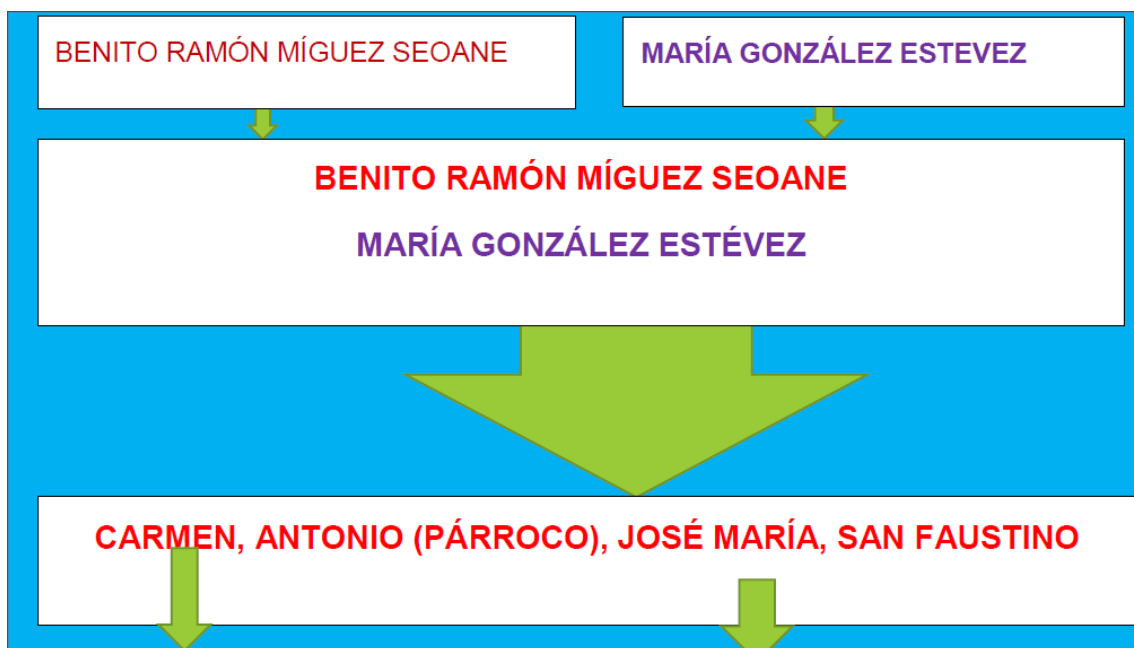 BENITO RAMÓN MÍGUEZ SEOANE
MARÍA GONZÁLEZ ESTEVEZ
BENITO RAMÓN MÍGUEZ SEOANE
MARÍA GONZÁLEZ ESTÉVEZ
CARMEN, ANTONIO (PÁRROCO), JOSÉ MARÍA, SAN FAUSTINO